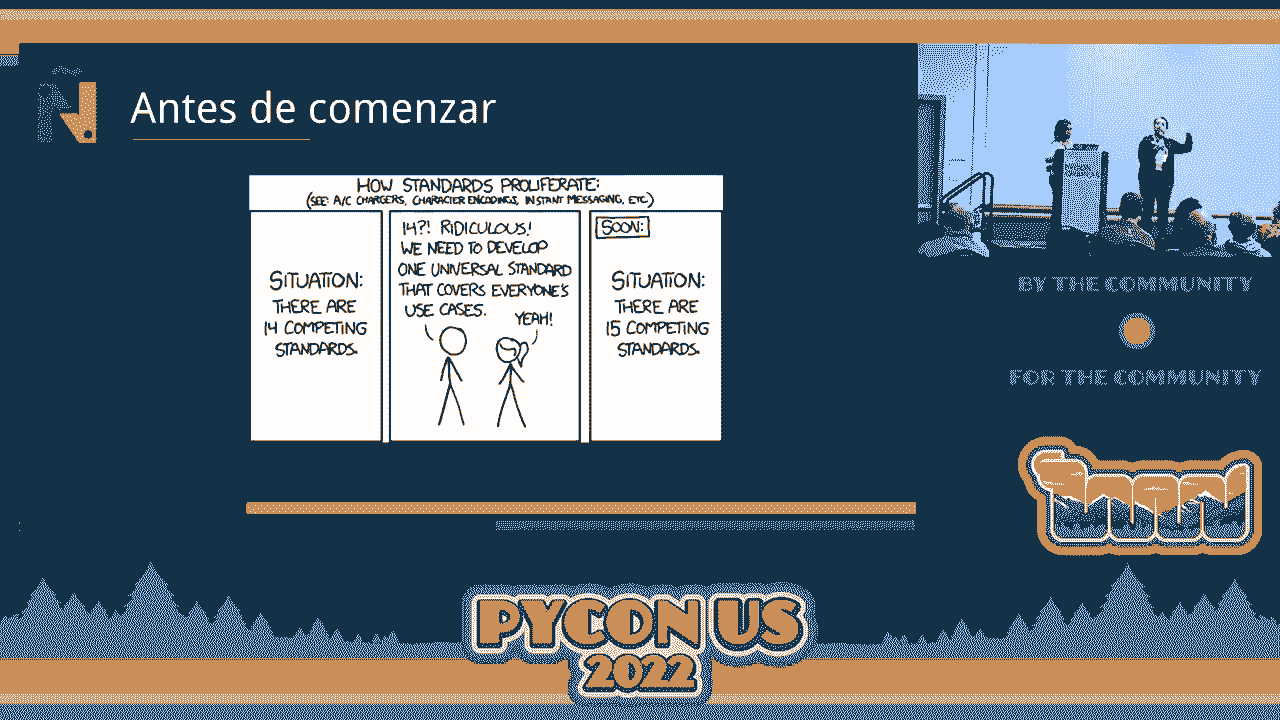 Antes de comenzar
HOW STANDARDS PROLIFERATE:
(SEE: A/C CHARGERS, CHARACTER ENCODINGS, INSTANT MESSAGING, ETC.)
SITUATION:
THERE ARE
14 COMPETING
STANDARDS.
14?! RIDICULOUS!
WE NEED TO DEVELOP
ONE UNIVERSAL STANDARD
THAT COVERS EVERYONE'S
USE CASES.
YEAH!
SOON:
SITUATION:
THERE ARE
15 COMPETING
STANDARDS.
BY THE COMMUNITY
FOR THE COMMUNITY
PYCON US
2022